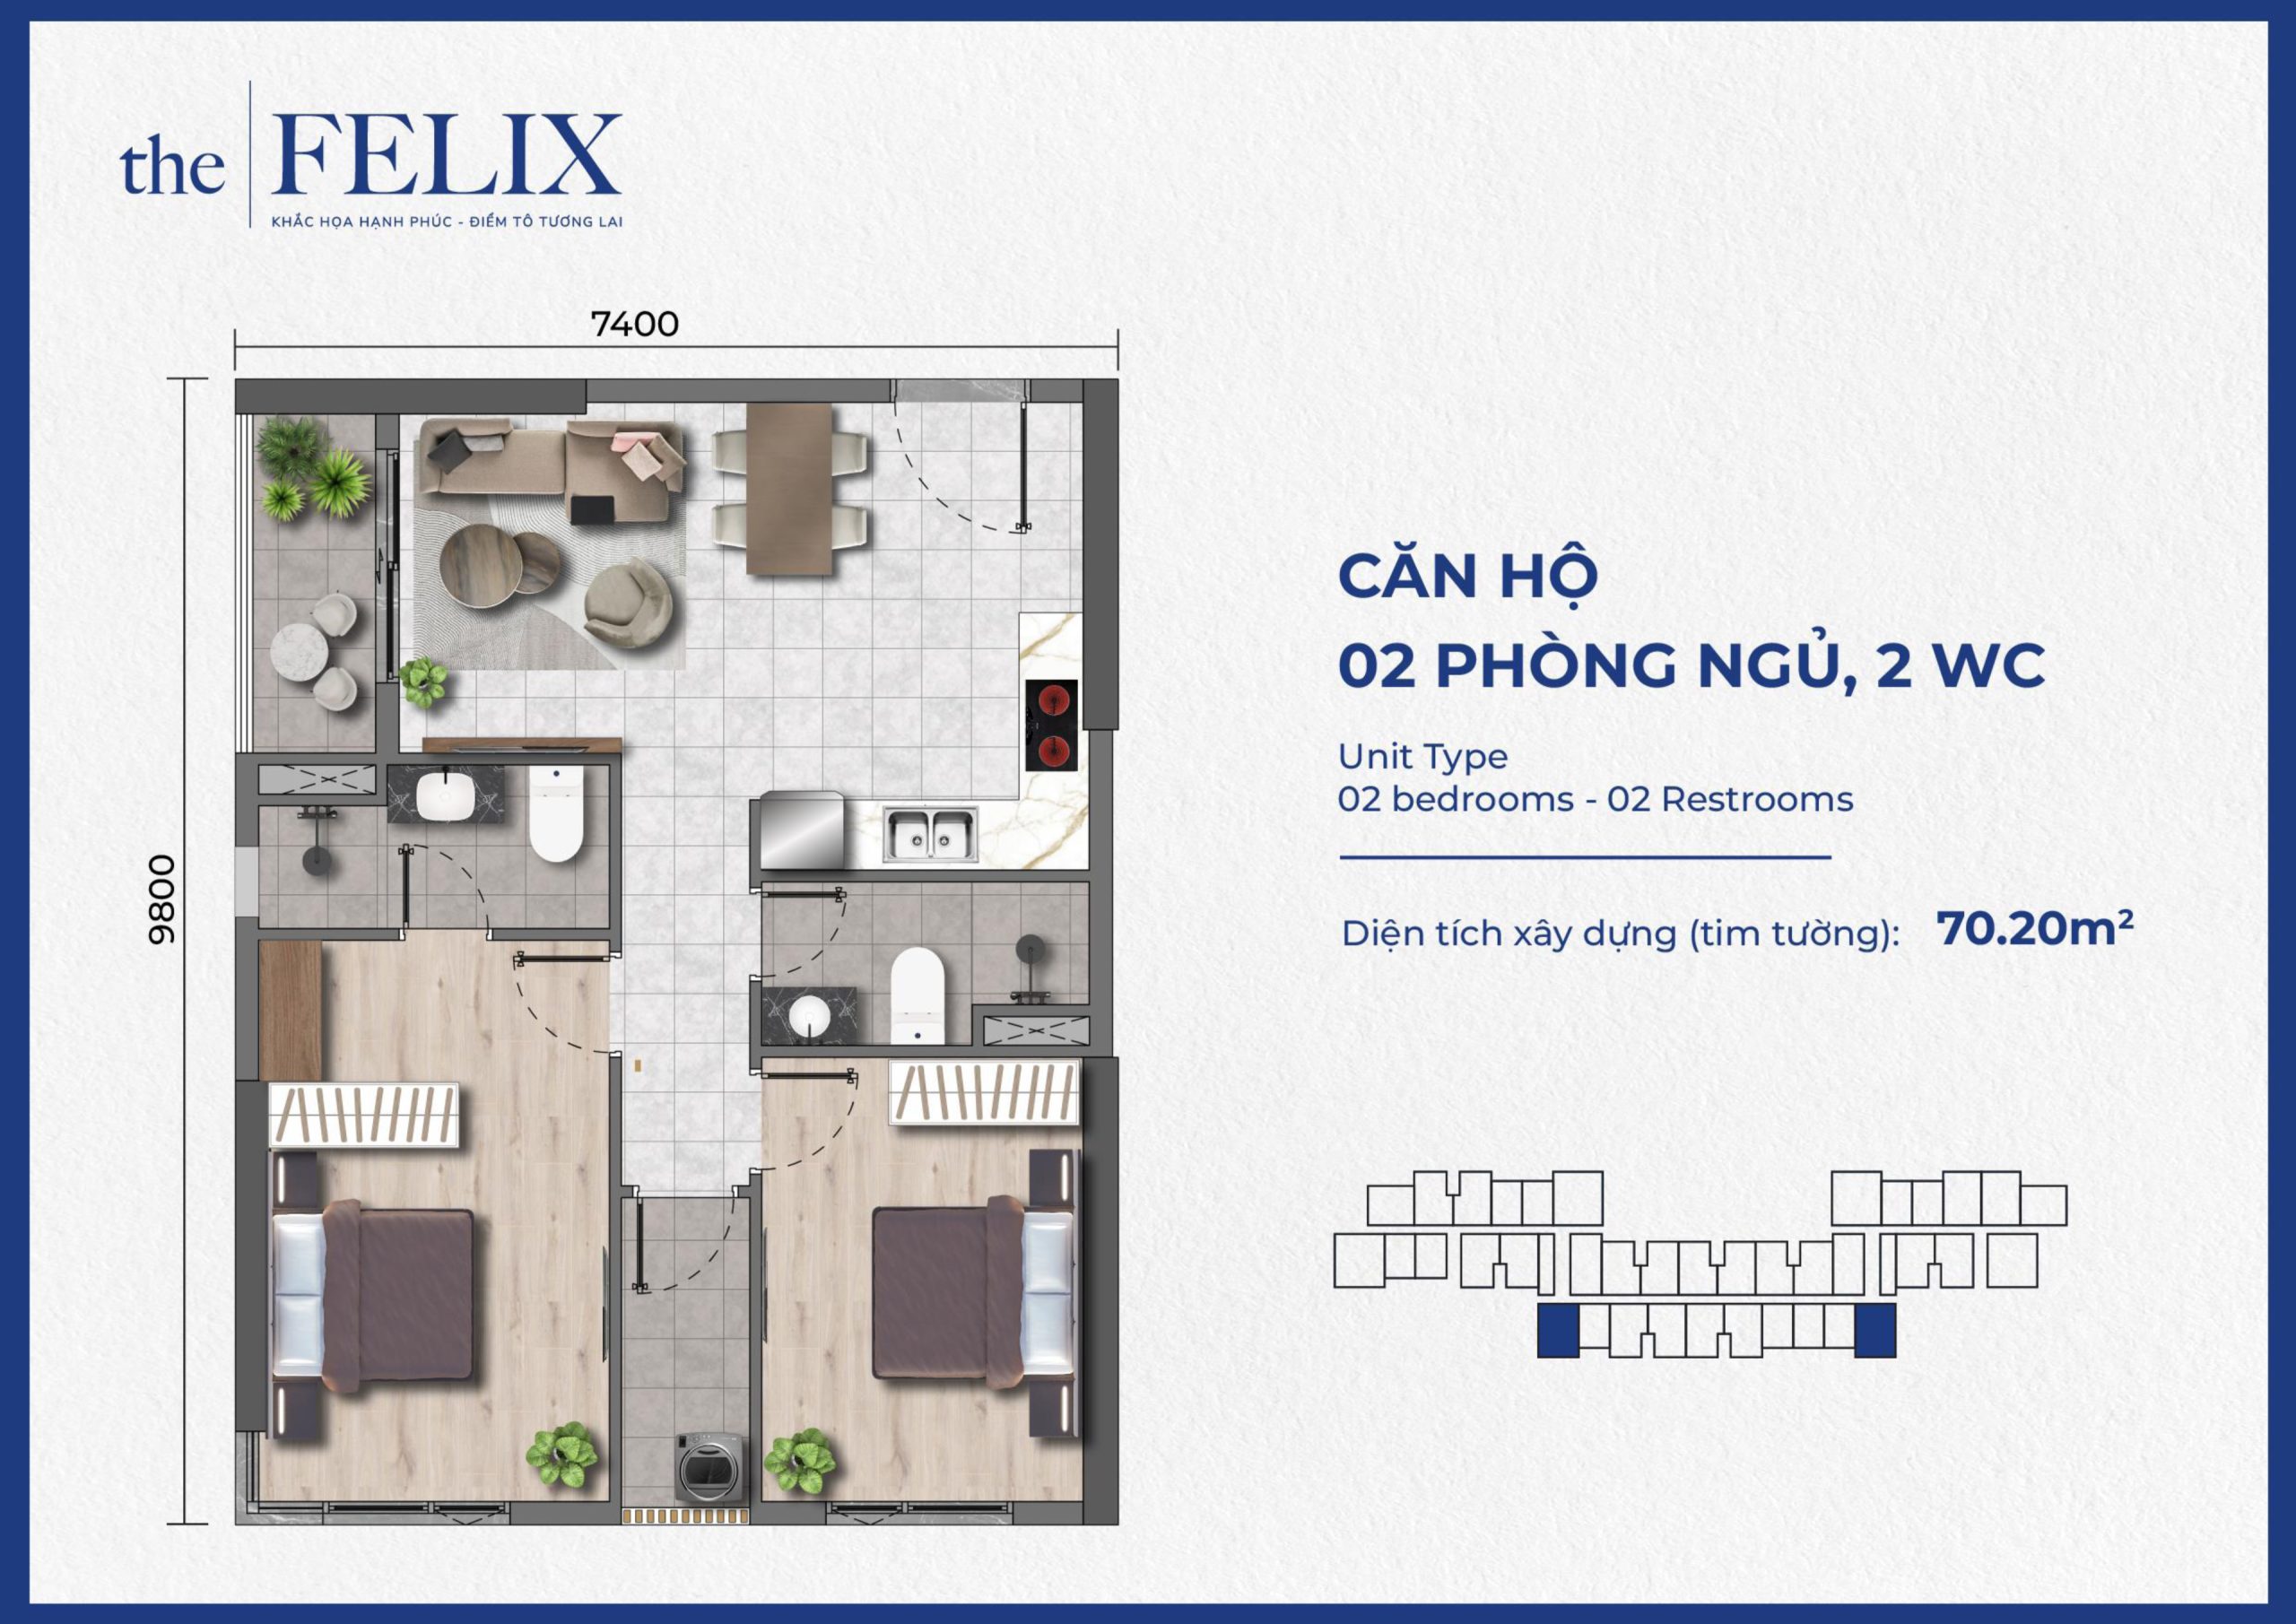 the FELIX
KHẮC HỌA HẠNH PHÚC - ĐIỂM TÔ TƯƠNG LAI
7400
9800
CĂN HỘ
02 PHÒNG NGỦ, 2 WC
Unit Type
02 bedrooms - 02 Restrooms
Diện tích xây dựng (tim tường): 70.20m²